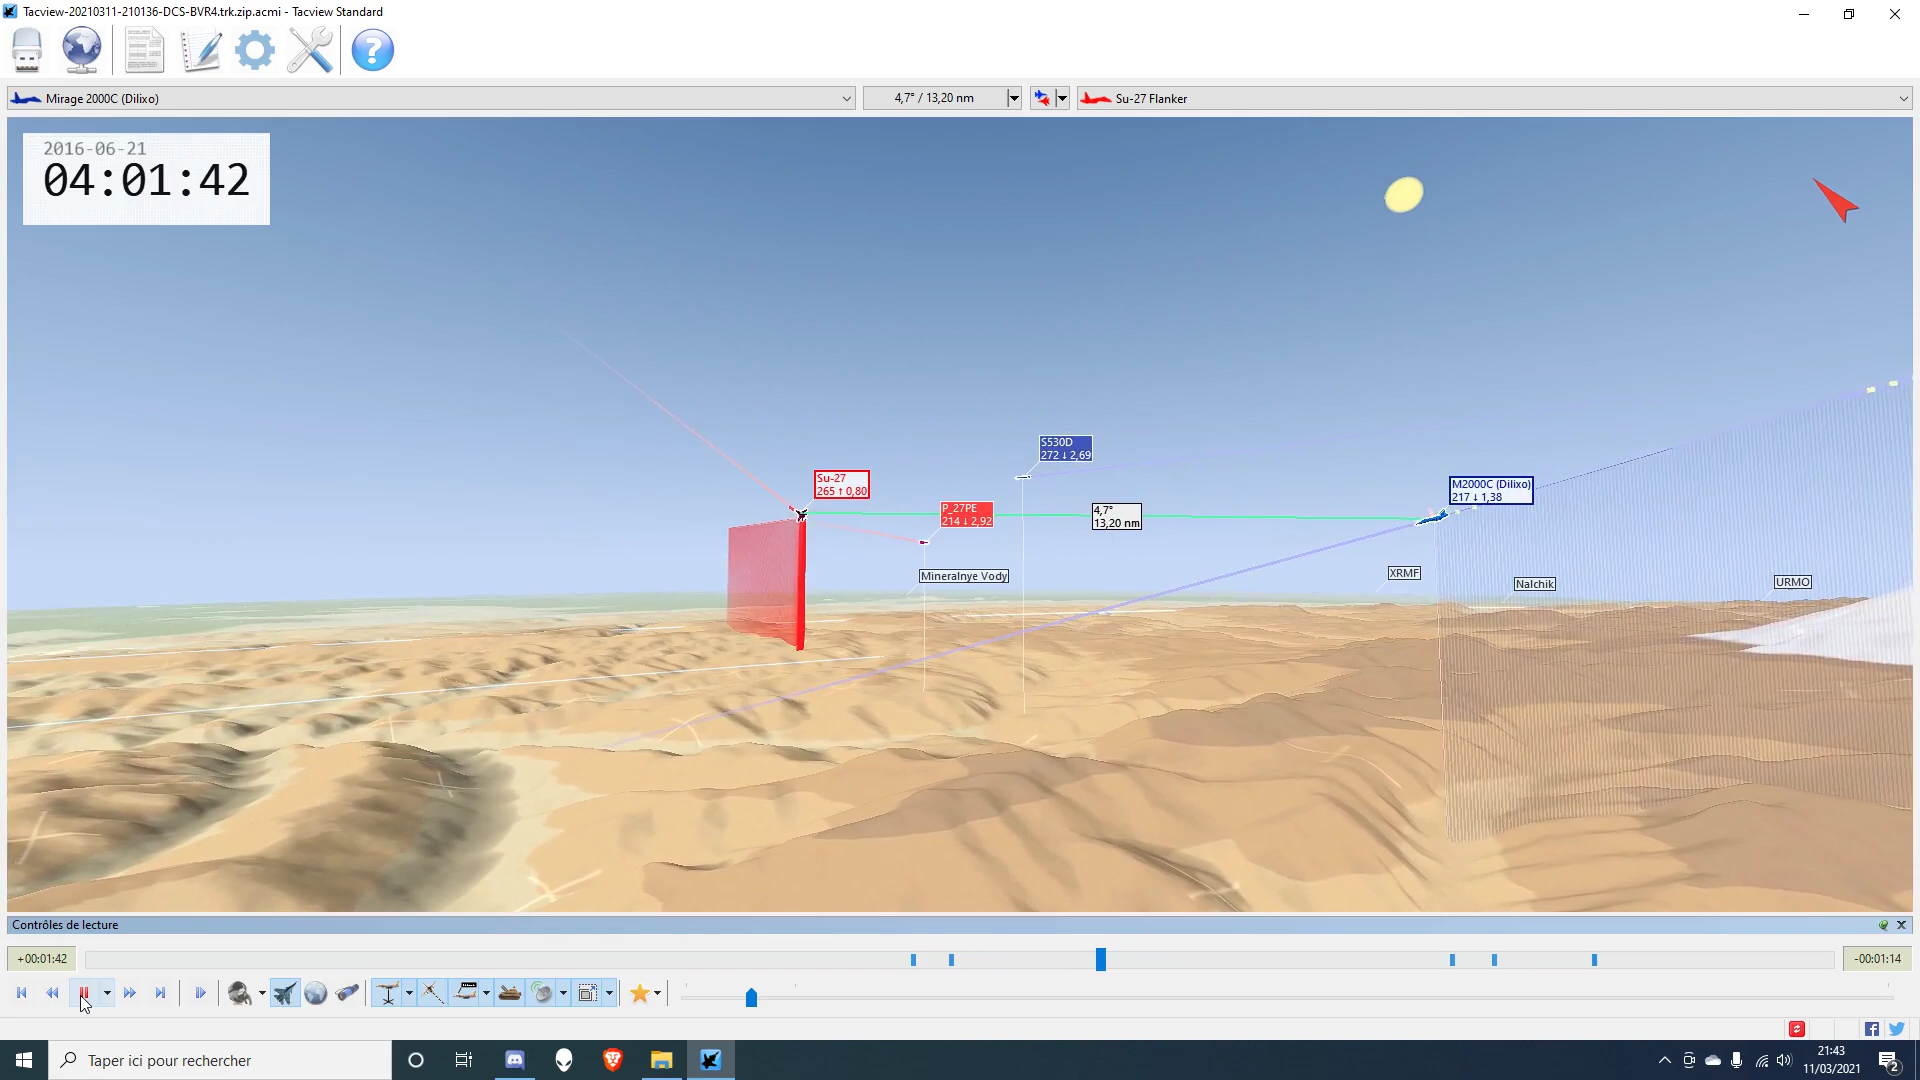 Tacview-20210311-210136-DCS-BVR4.trk.zip.acmi - Tacview Standard
Mirage 2000C (Dilixo)
4,7° / 13,20 nm
Su-27 Flanker
2016-06-21
04:01:42
S530D
272 ↓ 2,69
Su-27
265 ↑ 0,80
M2000C (Dilixo)
217 ↓ 1,38
P_27PE
214 ↓ 2,92
4,7°
13,20 nm
Mineralnye Vody
XRMF
Nalchik
URMO
Contrôles de lecture
+00:01:42
-00:01:14
Taper ici pour rechercher
21:43
11/03/2021
2